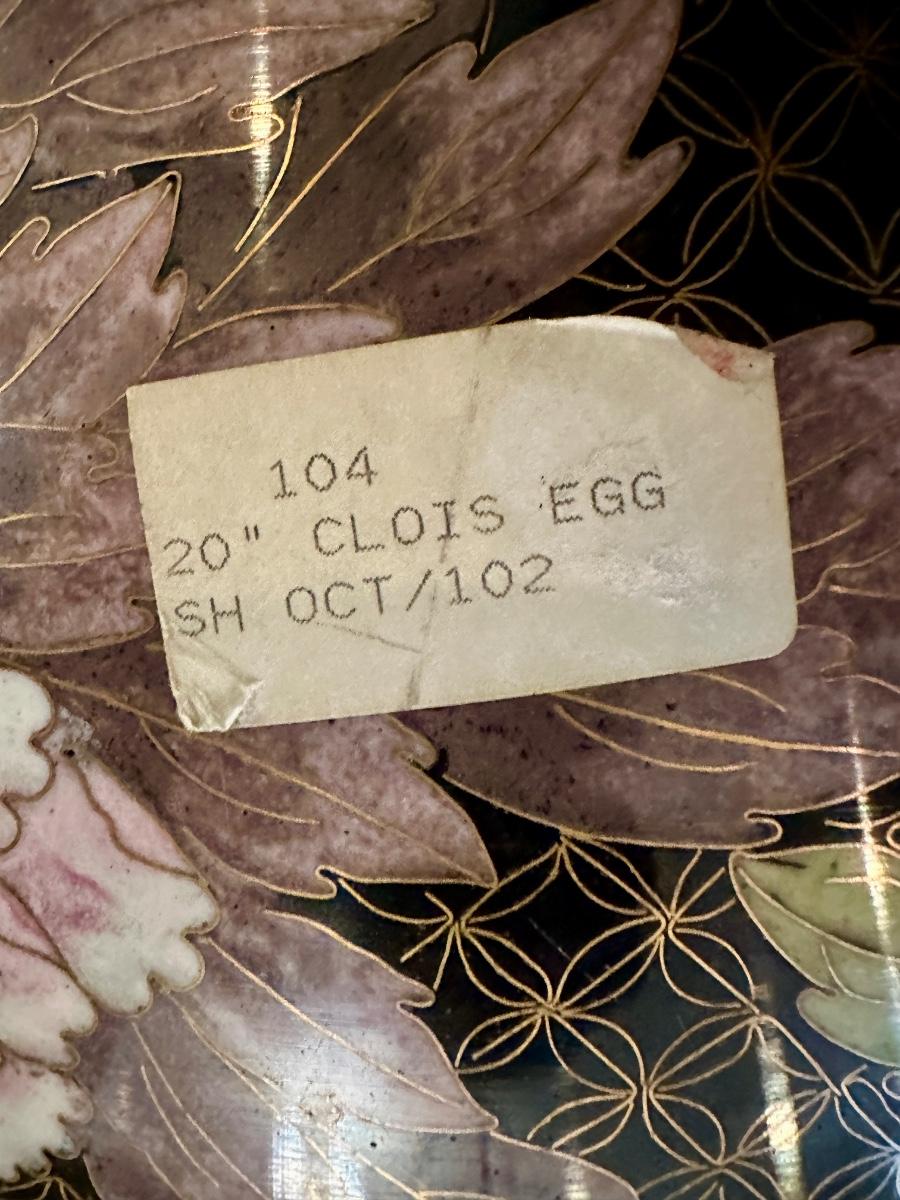 104
20" CLOIS EGG
SH OCT/102